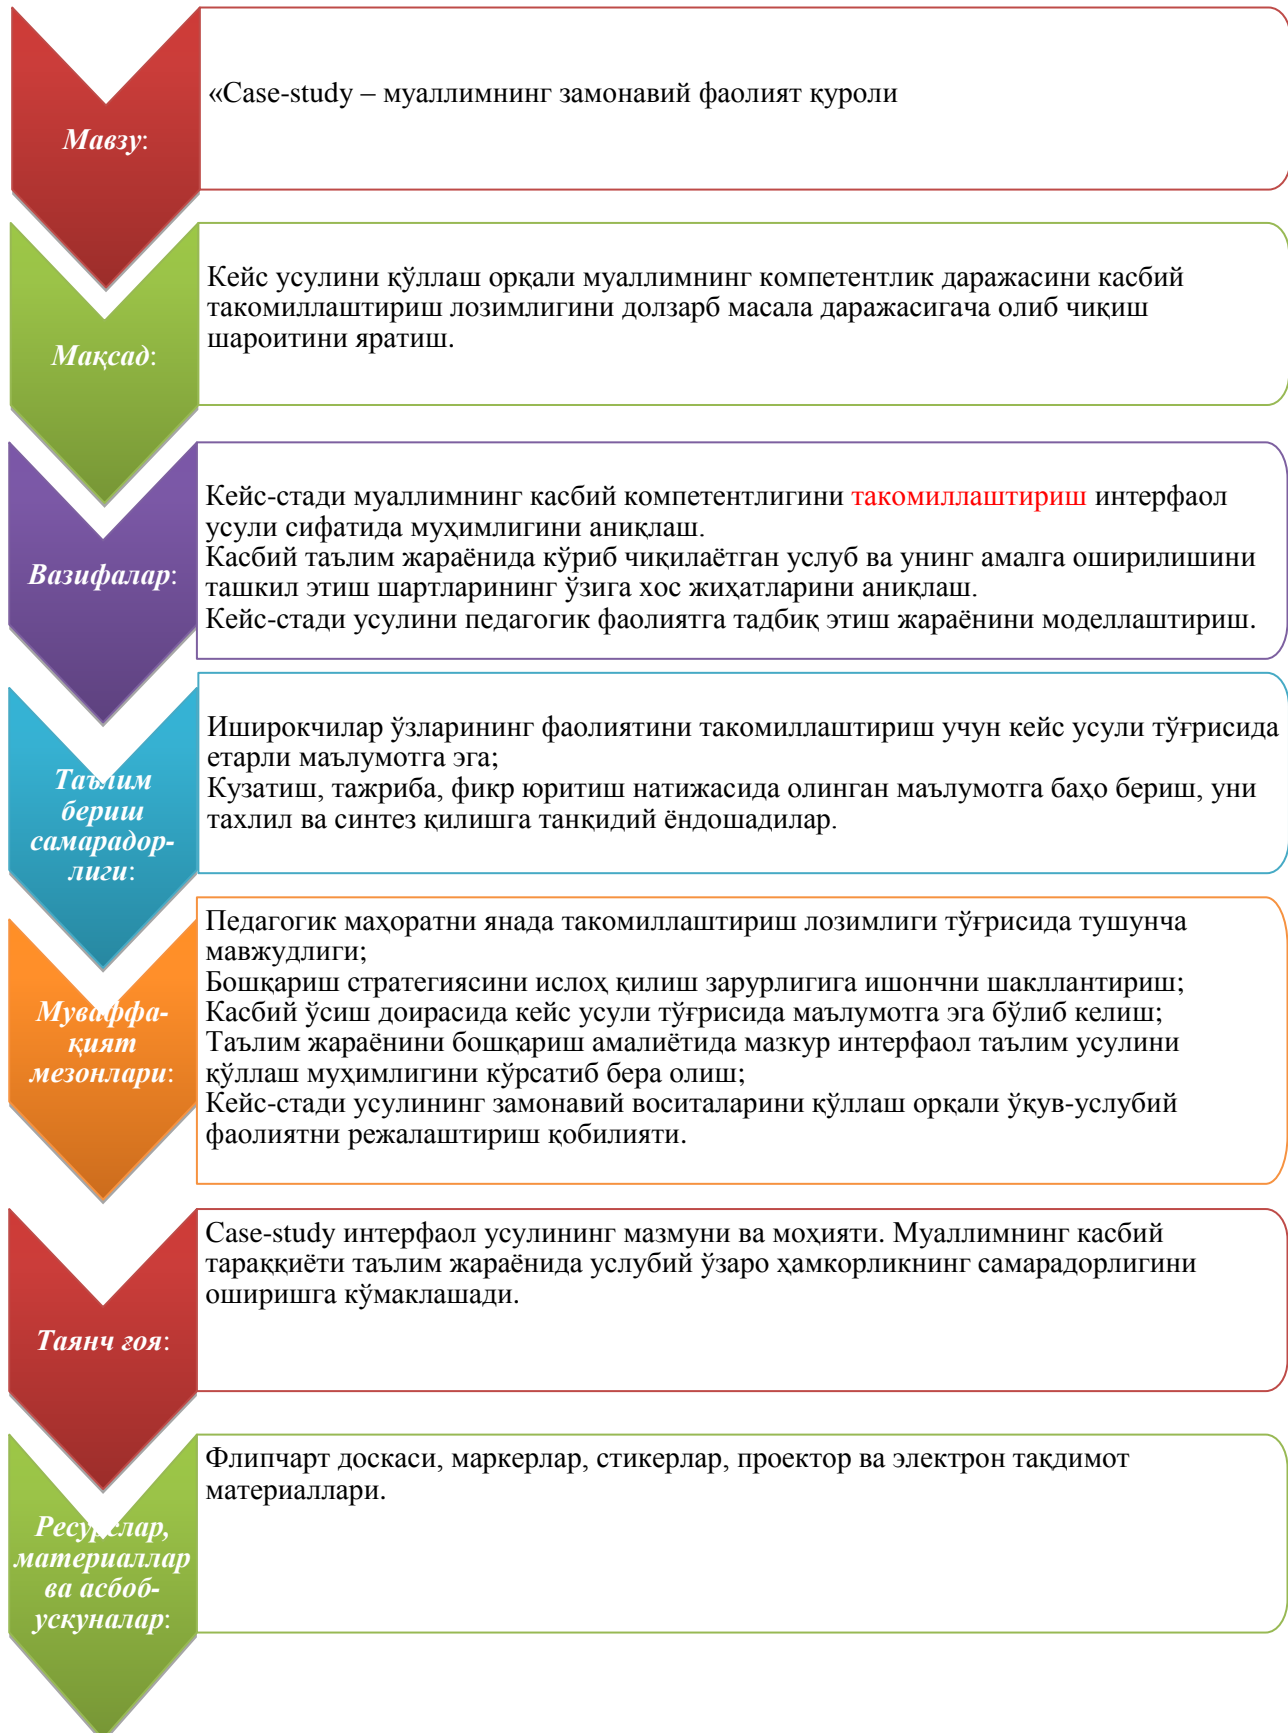 Мавзу:
«Case-study – муаллимнинг замонавий фаолият қуроли
Мақсад:
Кейс усулини қўллаш орқали муаллимнинг компетентлик даражасини касбий
такомиллаштириш лозимлигини долзарб масала даражасигача олиб чиқиш
шароитини яратиш.
Вазифалар:
Кейс-стади муаллимнинг касбий компетентлигини такомиллаштириш интерфаол
усули сифатида муҳимлигини аниқлаш.
Касбий таълим жараёнида кўриб чиқилаётган услуб ва унинг амалга оширилишини
ташкил этиш шартларининг ўзига хос жиҳатларини аниқлаш.
Кейс-стади усулини педагогик фаолиятга тадбиқ этиш жараёнини моделлаштириш.
Таълим
бериш
самарадор-
лиги:
Иширокчилар ўзларининг фаолиятини такомиллаштириш учун кейс усули тўғрисида
етарли маълумотга эга;
Кузатиш, тажриба, фикр юритиш натижасида олинган маълумотга баҳо бериш, уни
тахлил ва синтез қилишга танқидий ёндошадилар.
Муваффа-
қият
мезонлари:
Педагогик маҳоратни янада такомиллаштириш лозимлиги тўғрисида тушунча
мавжудлиги;
Бошқариш стратегиясини ислоҳ қилиш зарурлигига ишончни шакллантириш;
Касбий ўсиш доирасида кейс усули тўғрисида маълумотга эга бўлиб келиш;
Таълим жараёнини бошқариш амалиётида мазкур интерфаол таълим усулини
қўллаш муҳимлигини кўрсатиб бера олиш;
Кейс-стади усулининг замонавий воситаларини қўллаш орқали ўқув-услубий
фаолиятни режалаштириш қобилияти.
Таянч ғоя:
Case-study интерфаол усулининг мазмуни ва моҳияти. Муаллимнинг касбий
тараққиёти таълим жараёнида услубий ўзаро ҳамкорликнинг самарадорлигини
оширишга кўмаклашади.
Ресурслар,
материаллар
ва асбоб-
ускуналар:
Флипчарт доскаси, маркерлар, стикерлар, проектор ва электрон тақдимот
материаллари.